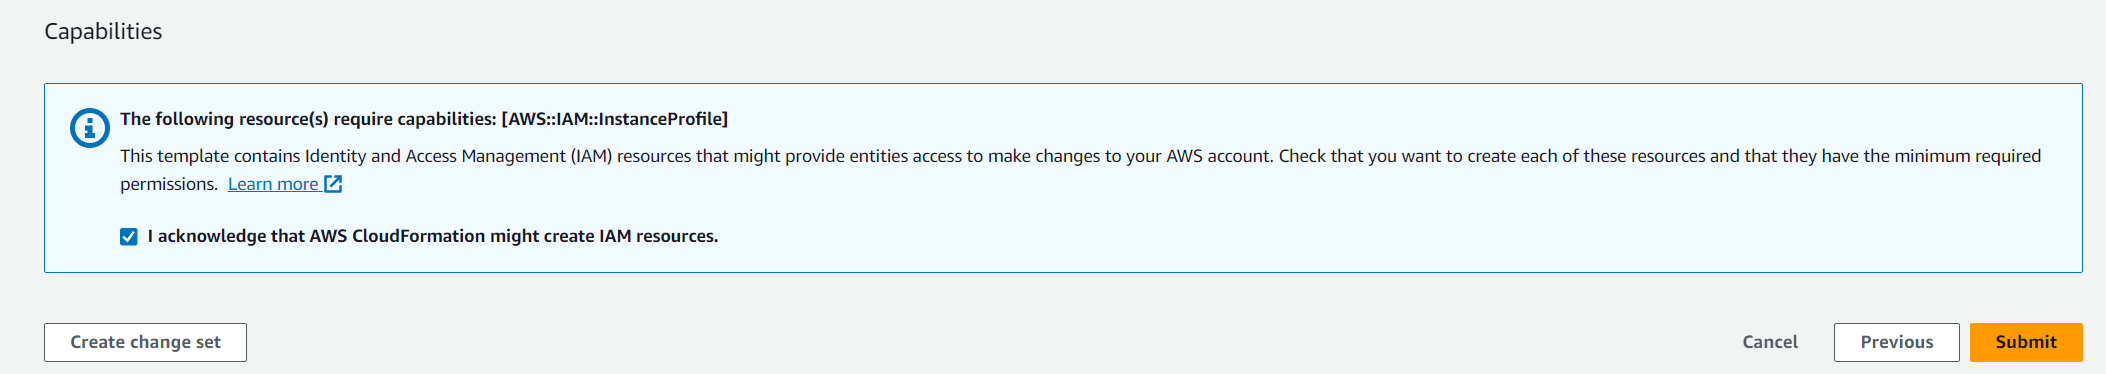 Capabilities
The following resource(s) require capabilities: [AWS::IAM::InstanceProfile]
This template contains Identity and Access Management (IAM) resources that might provide entities access to make changes to your AWS account. Check that you want to create each of these resources and that they have the minimum required
permissions. Learn more
I acknowledge that AWS CloudFormation might create IAM resources.
Create change set Cancel Previous Submit